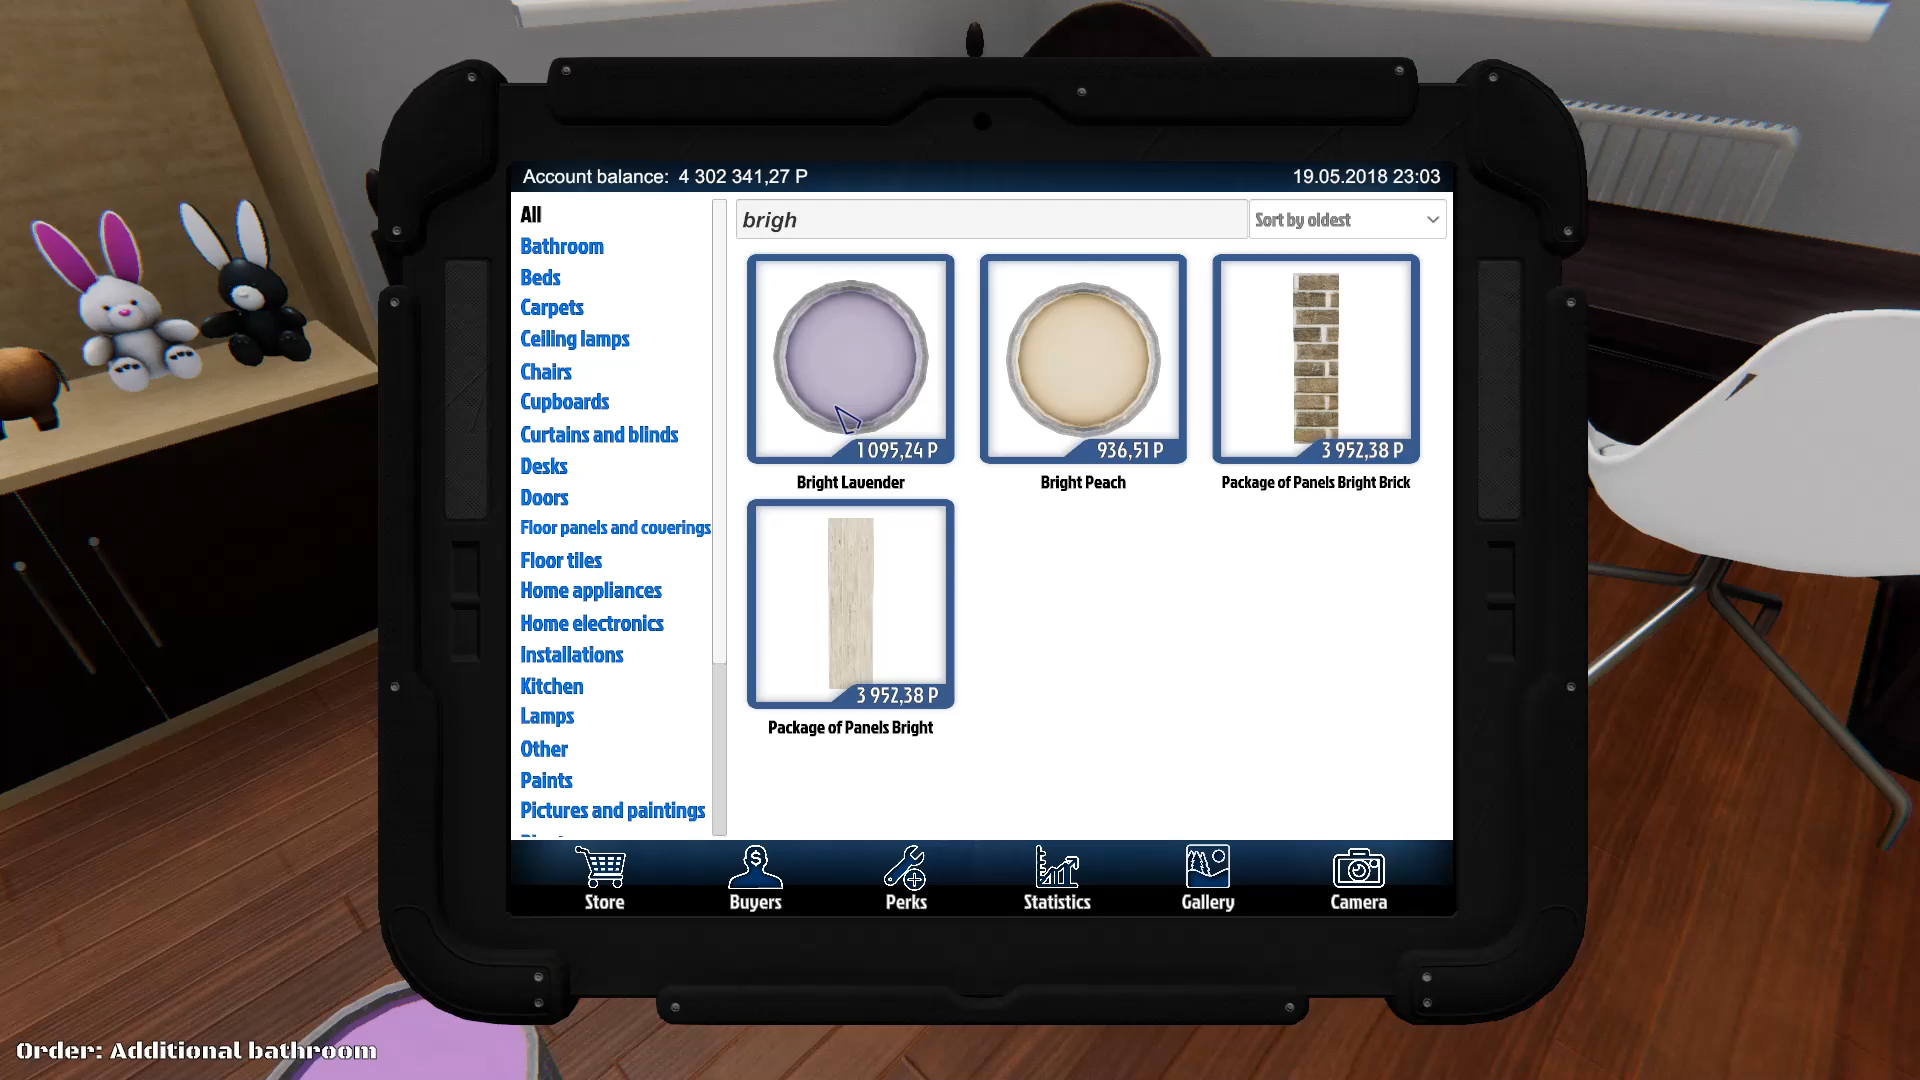 Account balance: 4 302 341,27 P
19.05.2018 23:03
All
Bathroom
Beds
Carpets
Ceiling lamps
Chairs
Cupboards
Curtains and blinds
Desks
Doors
Floor panels and coverings
Floor tiles
Home appliances
Home electronics
Installations
Kitchen
Lamps
Other
Paints
Pictures and paintings
brigh
Sort by oldest
1 095,24 P
Bright Lavender
936,51 P
Bright Peach
3 952,38 P
Package of Panels Bright Brick
3 952,38 P
Package of Panels Bright
Store
Buyers
Perks
Statistics
Gallery
Camera
Order: Additional bathroom